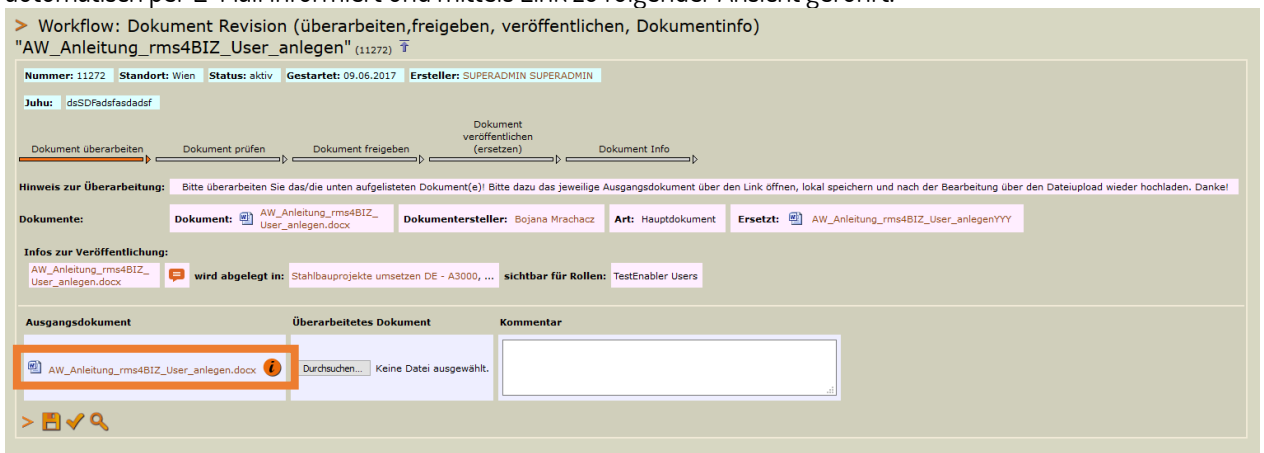 automatisch per E-Mail informiert und mittels Link zu folgender Ansicht geführt:
> Workflow: Dokument Revision (überarbeiten,freigeben, veröffentlichen, Dokumentinfo)
"AW_Anleitung_rms4BIZ_User_anlegen" (11272)
Nummer: 11272 Standort: Wien Status: aktiv Gestartet: 09.06.2017 Ersteller: SUPERADMIN SUPERADMIN
Juhu: dsSDFadsfasdadsf
Dokument
veröffentlichen
Dokument überarbeiten Dokument prüfen Dokument freigeben (ersetzen) Dokument Info
Hinweis zur Überarbeitung: Bitte überarbeiten Sie das/die unten aufgelisteten Dokument(e)! Bitte dazu das jeweilige Ausgangsdokument über den Link öffnen, lokal speichern und nach der Bearbeitung über den Dateiupload wieder hochladen. Danke!
Dokumente: Dokument: AW_Anleitung_rms4BIZ_
User_anlegen.docx Dokumentersteller: Bojana Mrachacz Art: Hauptdokument Ersetzt: AW_Anleitung_rms4BIZ_User_anlegenYYY
Infos zur Veröffentlichung:
AW_Anleitung_rms4BIZ_
User_anlegen.docx wird abgelegt in: Stahlbauprojekte umsetzen DE - A3000, ... sichtbar für Rollen: TestEnabler Users
Ausgangsdokument Überarbeitetes Dokument Kommentar
AW_Anleitung_rms4BIZ_User_anlegen.docx i Durchsuchen... Keine Datei ausgewählt.
>